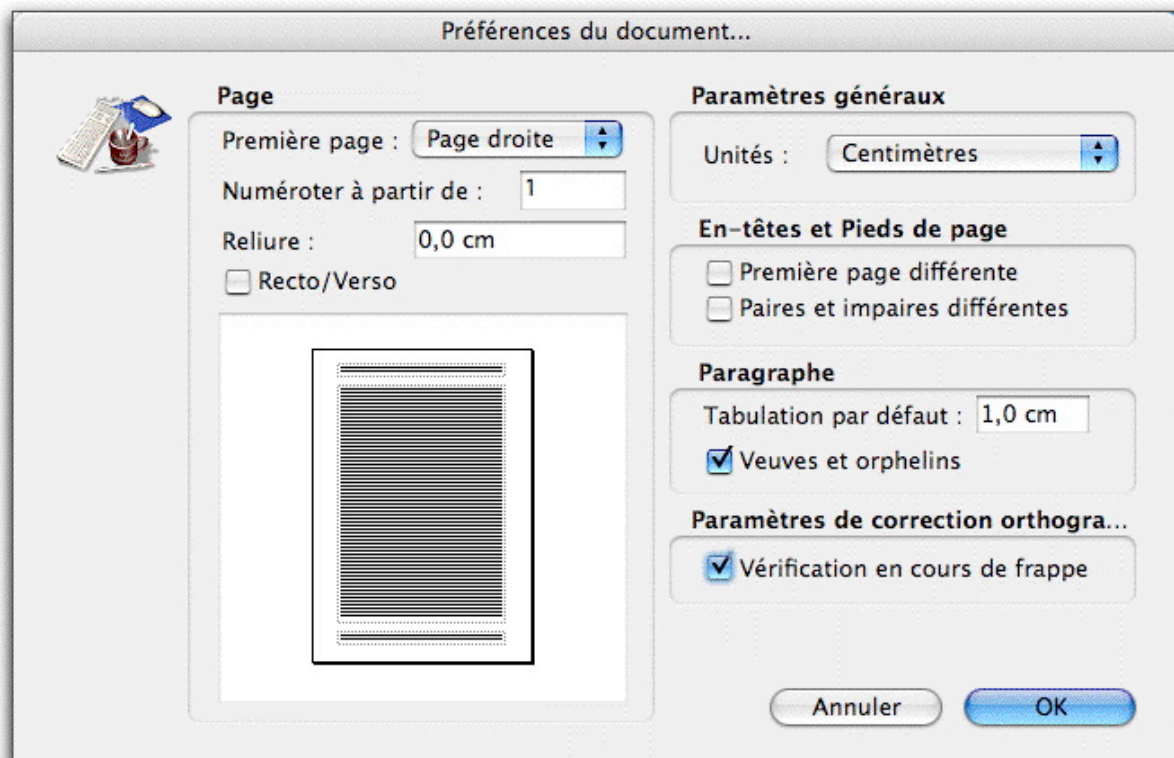 Préférences du document...
Page
Première page : Page droite
Numéroter à partir de : 1
Reliure : 0,0 cm
Recto/Verso
Paramètres généraux
Unités : Centimètres
En-têtes et Pieds de page
Première page différente
Paires et impaires différentes
Paragraphe
Tabulation par défaut : 1,0 cm
Veuves et orphelins
Paramètres de correction orthogra...
Vérification en cours de frappe
Annuler OK